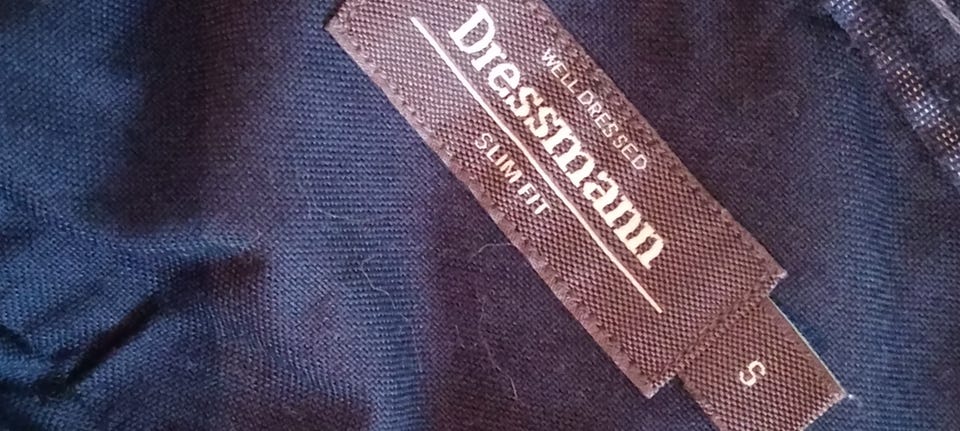 WELL DRESSED
Dressmann
SLIM FIT
S